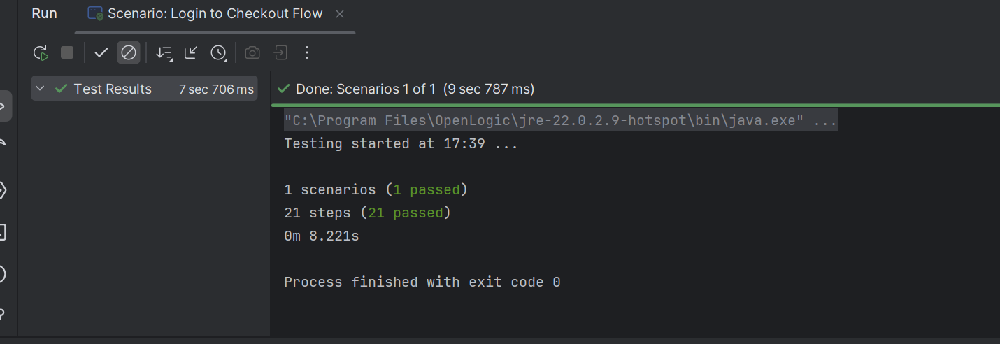 Run Scenario: Login to Checkout Flow
Test Results 7 sec 706 ms
Done: Scenarios 1 of 1 (9 sec 787 ms)
"C:\Program Files\OpenLogic\jre-22.0.2.9-hotspot\bin\java.exe" ...
Testing started at 17:39 ...
1 scenarios (1 passed)
21 steps (21 passed)
0m 8.221s
Process finished with exit code 0